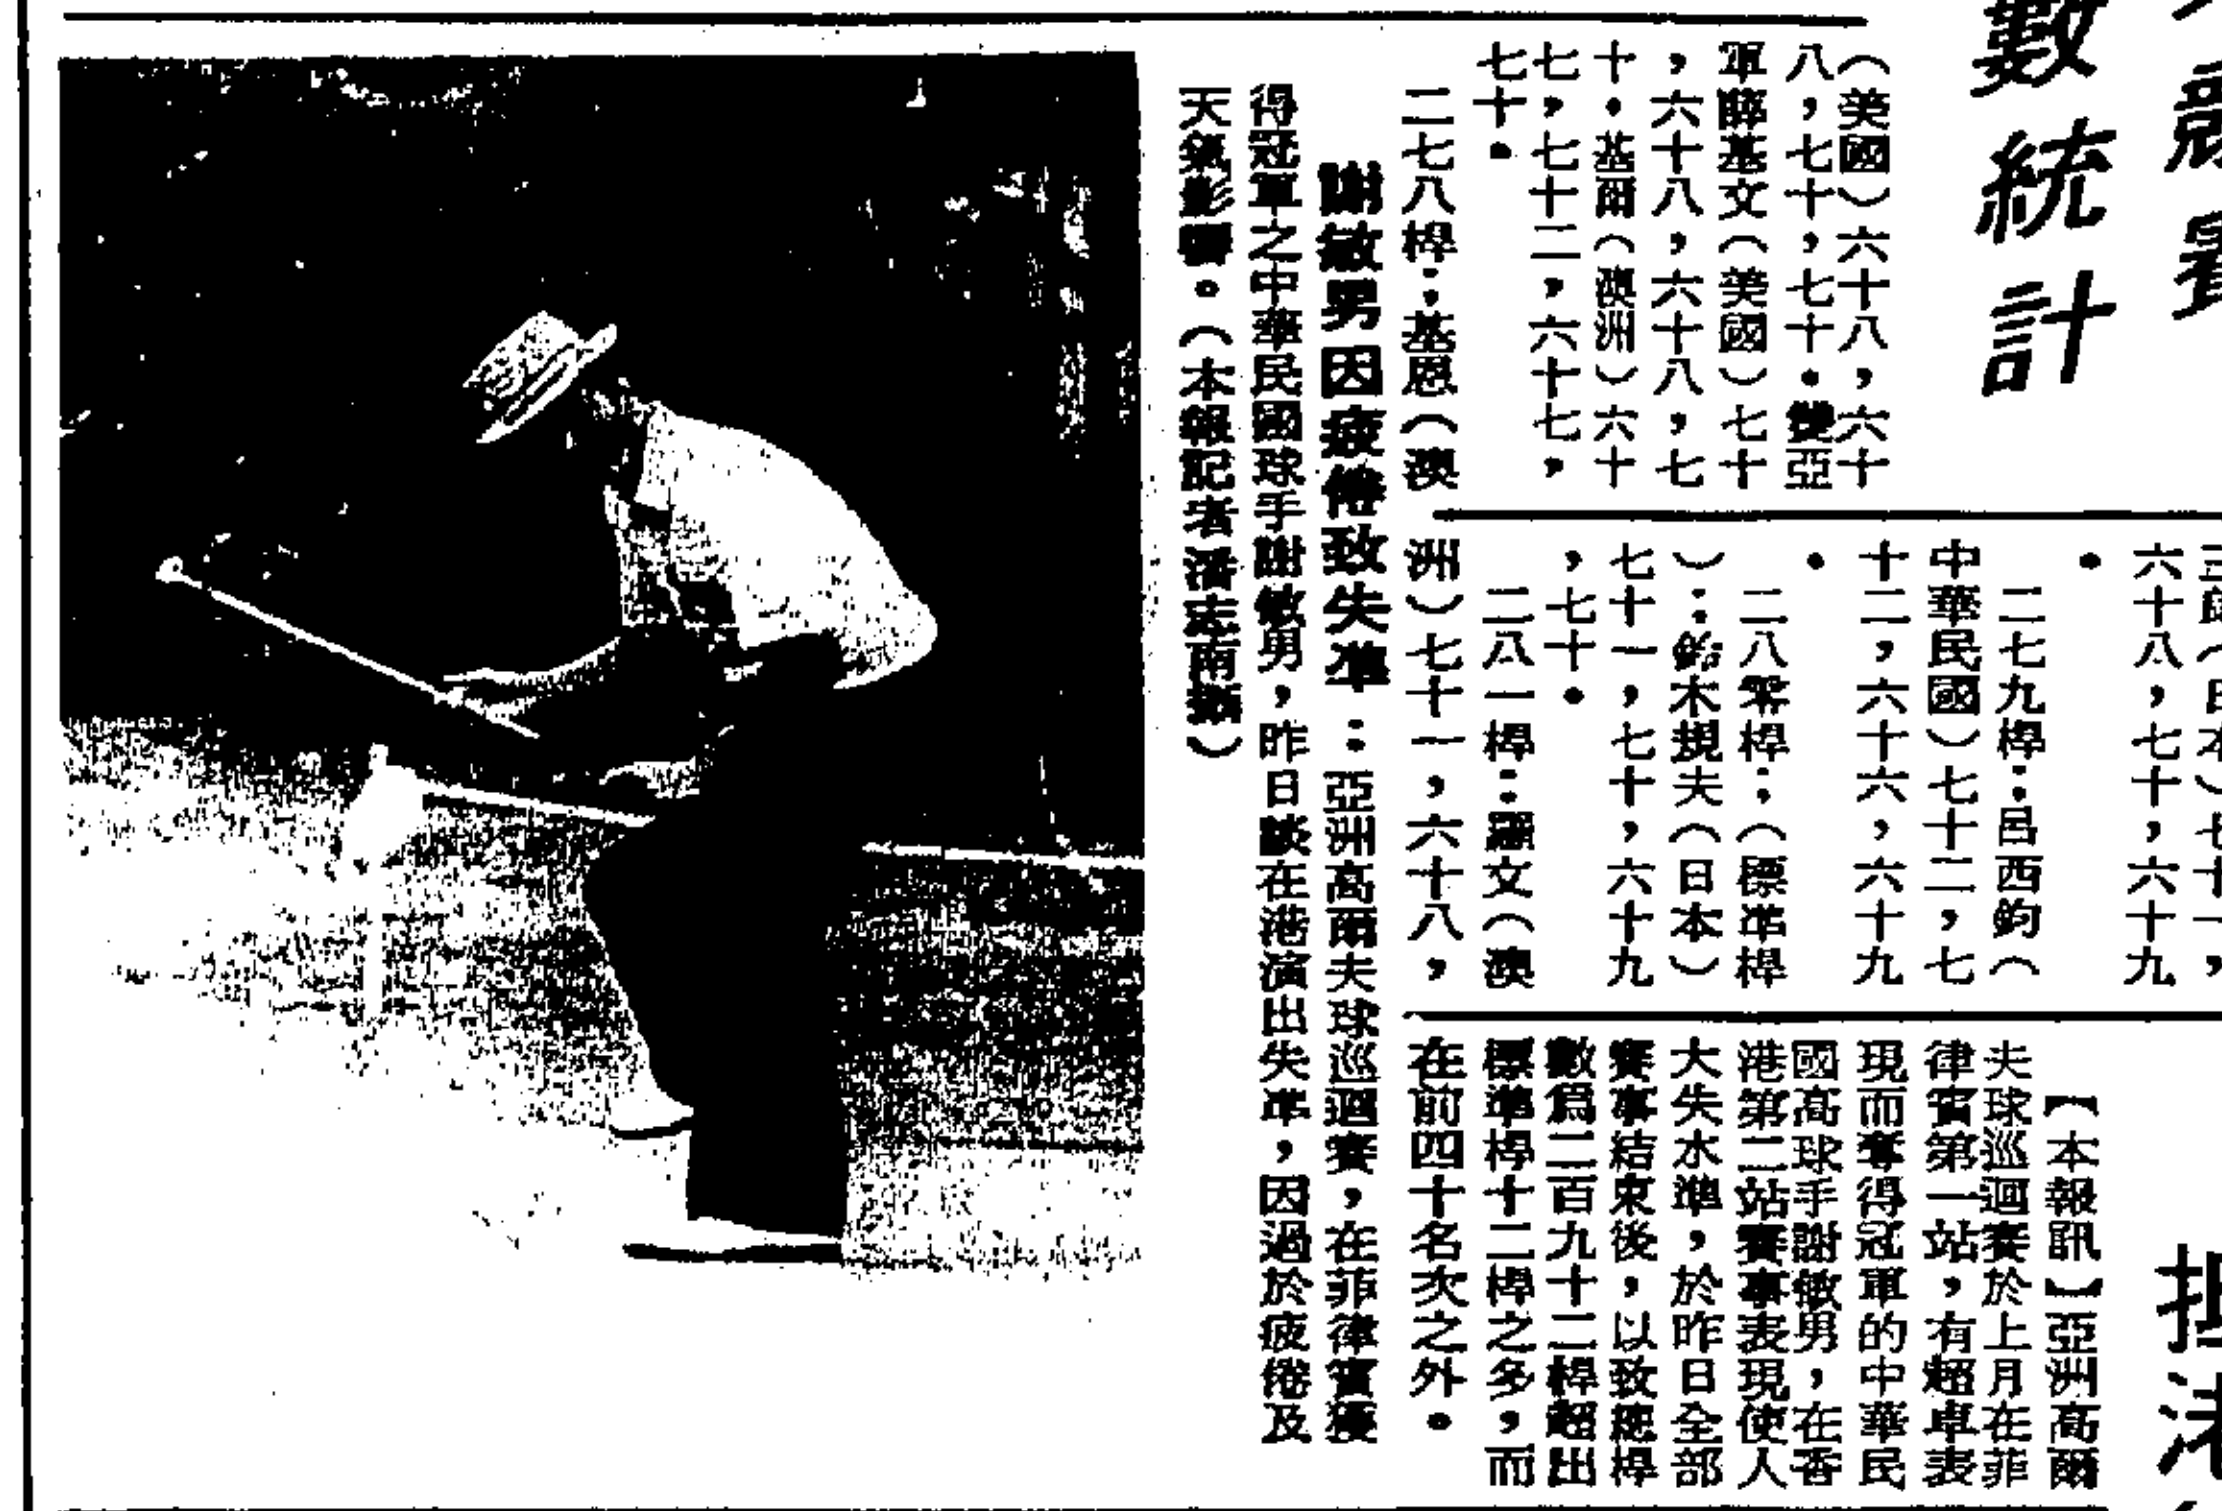 數統計
（美國）六十八，六十
八，七十，七十。雙亞
軍薛基文（美國）七十
，六十八，六十八，七
十。基爾（澳洲）六十
七，七十二，六十七，
七十。
二七八桿：基恩（澳
洲）七十一，六十八，
六十八，七十，六十九
。
二七九桿：呂西鈞（
中華民國）七十二，七
十二，六十六，六十九
。
二八零桿：（標準桿
）：鈴木規夫（日本）
七十一，七十，六十九
，七十。
二八一桿：羅文（澳
【本報訊】亞洲高爾
夫球巡迴賽於上月在菲
律賓第一站，有超卓表
現而奪得冠軍的中華民
國高球手謝敏男，在香
港第二站賽事表現使人
大失水準，於昨日全部
賽事結束後，以致總桿
數為二百九十二桿超出
標準桿十二桿之多，而
在前四十名次之外。
謝敏男因疲倦致失準：亞洲高爾夫球巡迴賽，在菲律賓獲
得冠軍之中華民國球手謝敏男，昨日談在港演出失準，因過於疲倦及
天氣影響。（本報記者潘志南攝）